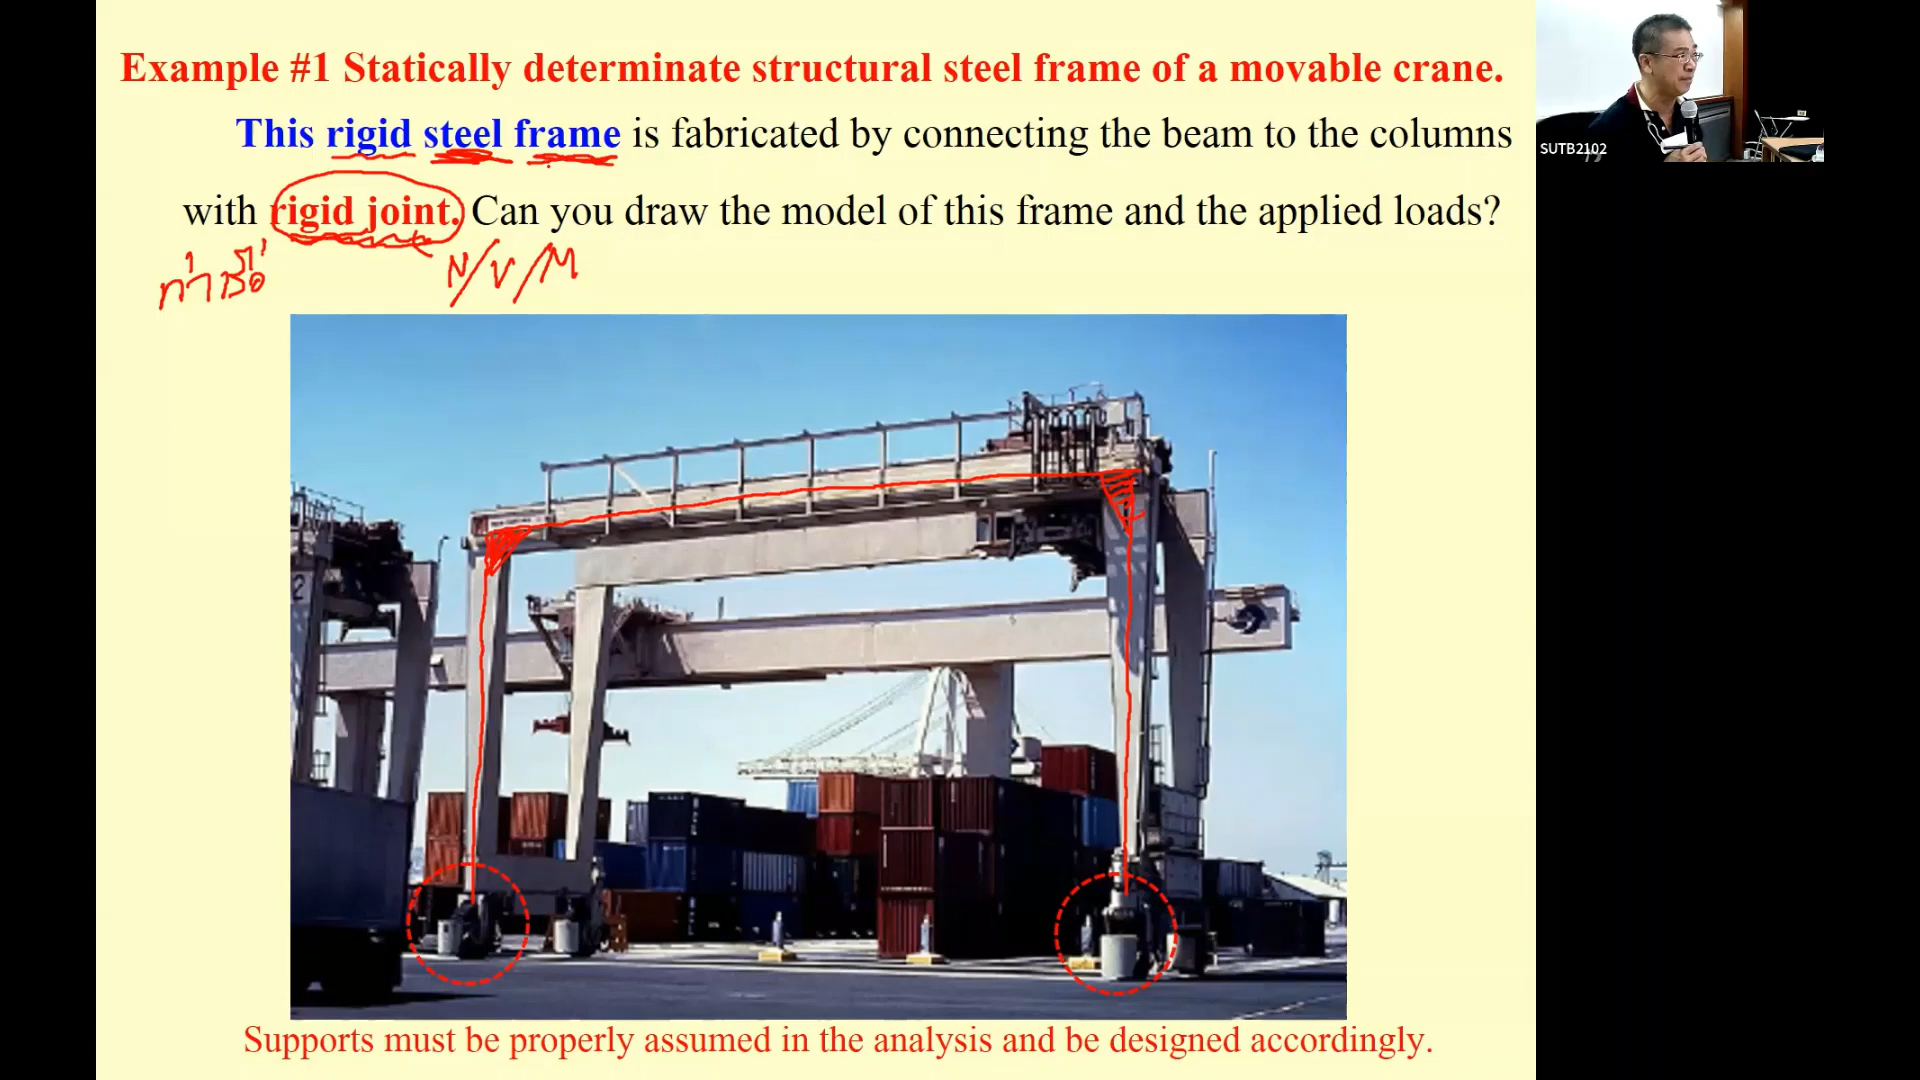 Example #1 Statically determinate structural steel frame of a movable crane.
This rigid steel frame is fabricated by connecting the beam to the columns
with rigid joint. Can you draw the model of this frame and the applied loads?
N/V/M
2
Supports must be properly assumed in the analysis and be designed accordingly.
SUTB2102